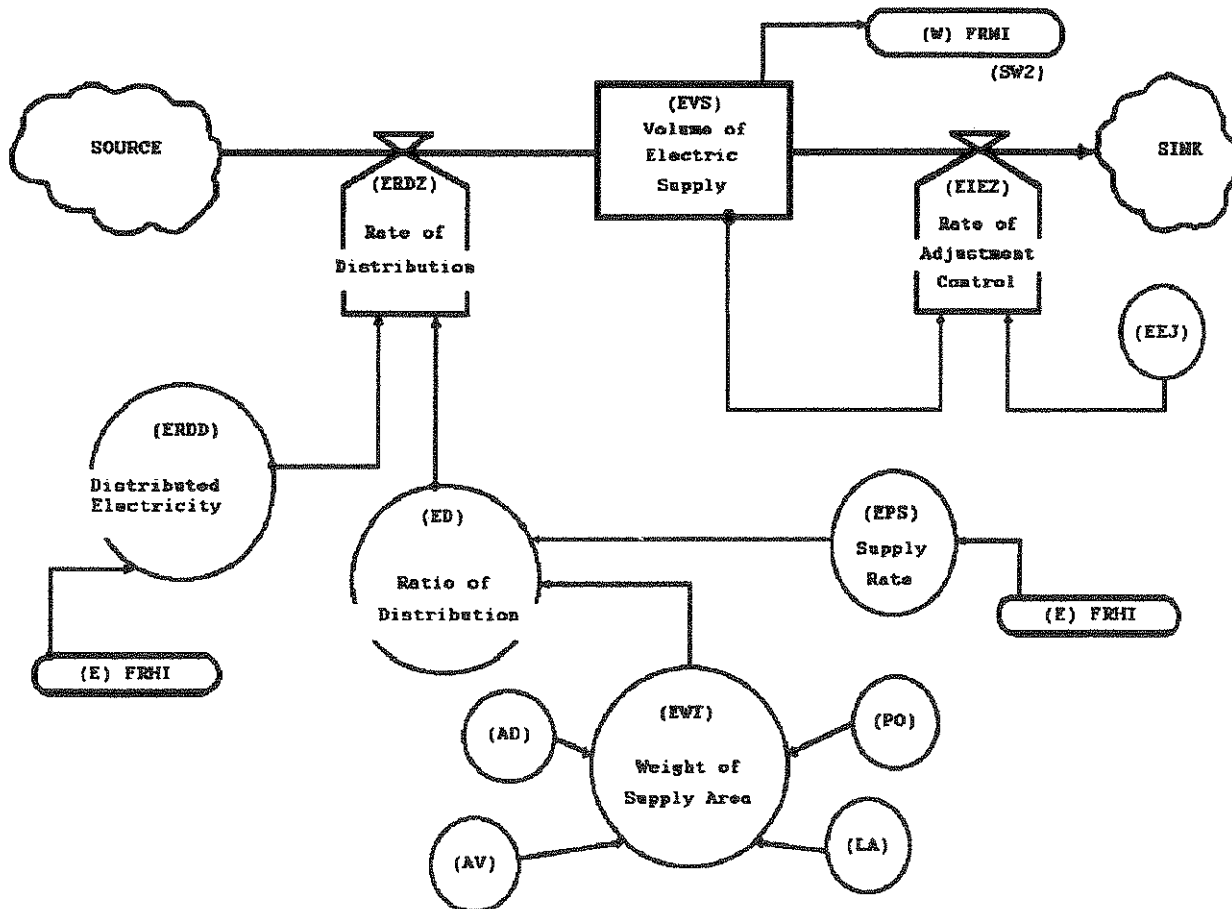 (W) FRMI
(SW2)
SOURCE
(EVS)
Volume of
Electric
Supply
SINK
(ERDZ)
Rate of
Distribution
(EIEZ)
Rate of
Adjustment
Control
(EEJ)
(ERDD)
Distributed
Electricity
(ED)
Ratio of
Distribution
(EPS)
Supply
Rate
(E) FRHI
(E) FRHI
(EWT)
Weight of
Supply Area
(AD)
(PO)
(AV)
(LA)